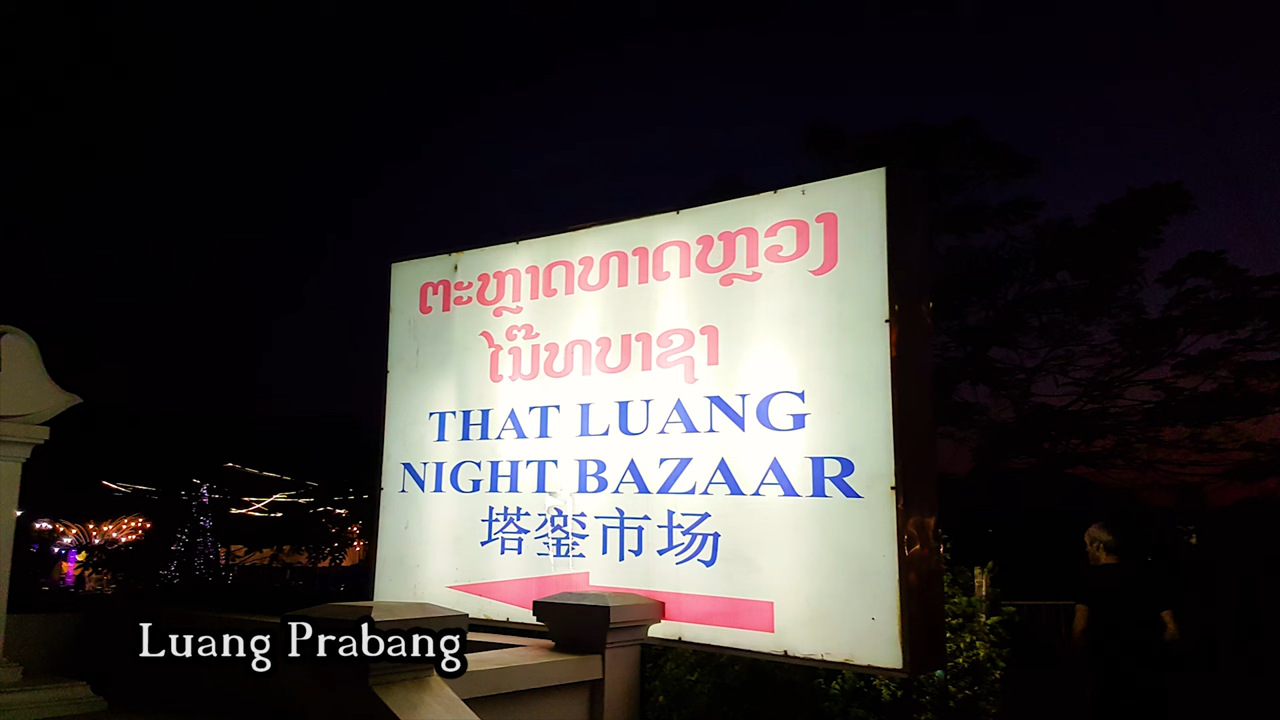 ຕະຫຼາດທາດຫຼວງ
ໄນ໊ທບາຊາ
THAT LUANG
NIGHT BAZAAR
塔銮市场
Luang Prabang